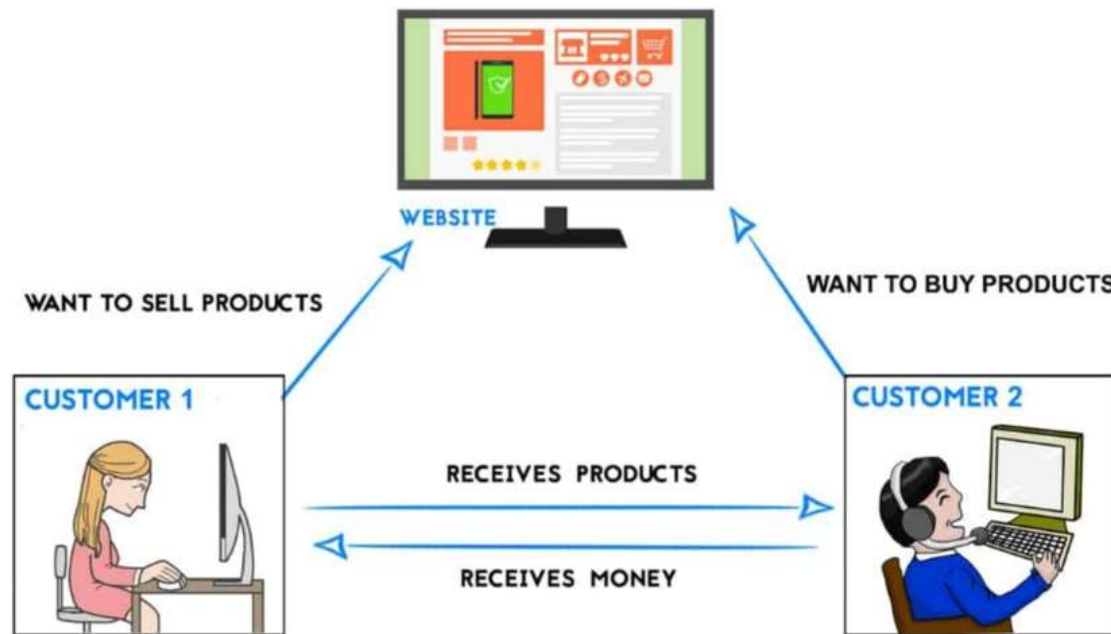 WEBSITE
WANT TO SELL PRODUCTS
WANT TO BUY PRODUCTS
CUSTOMER 1
CUSTOMER 2
RECEIVES PRODUCTS
RECEIVES MONEY